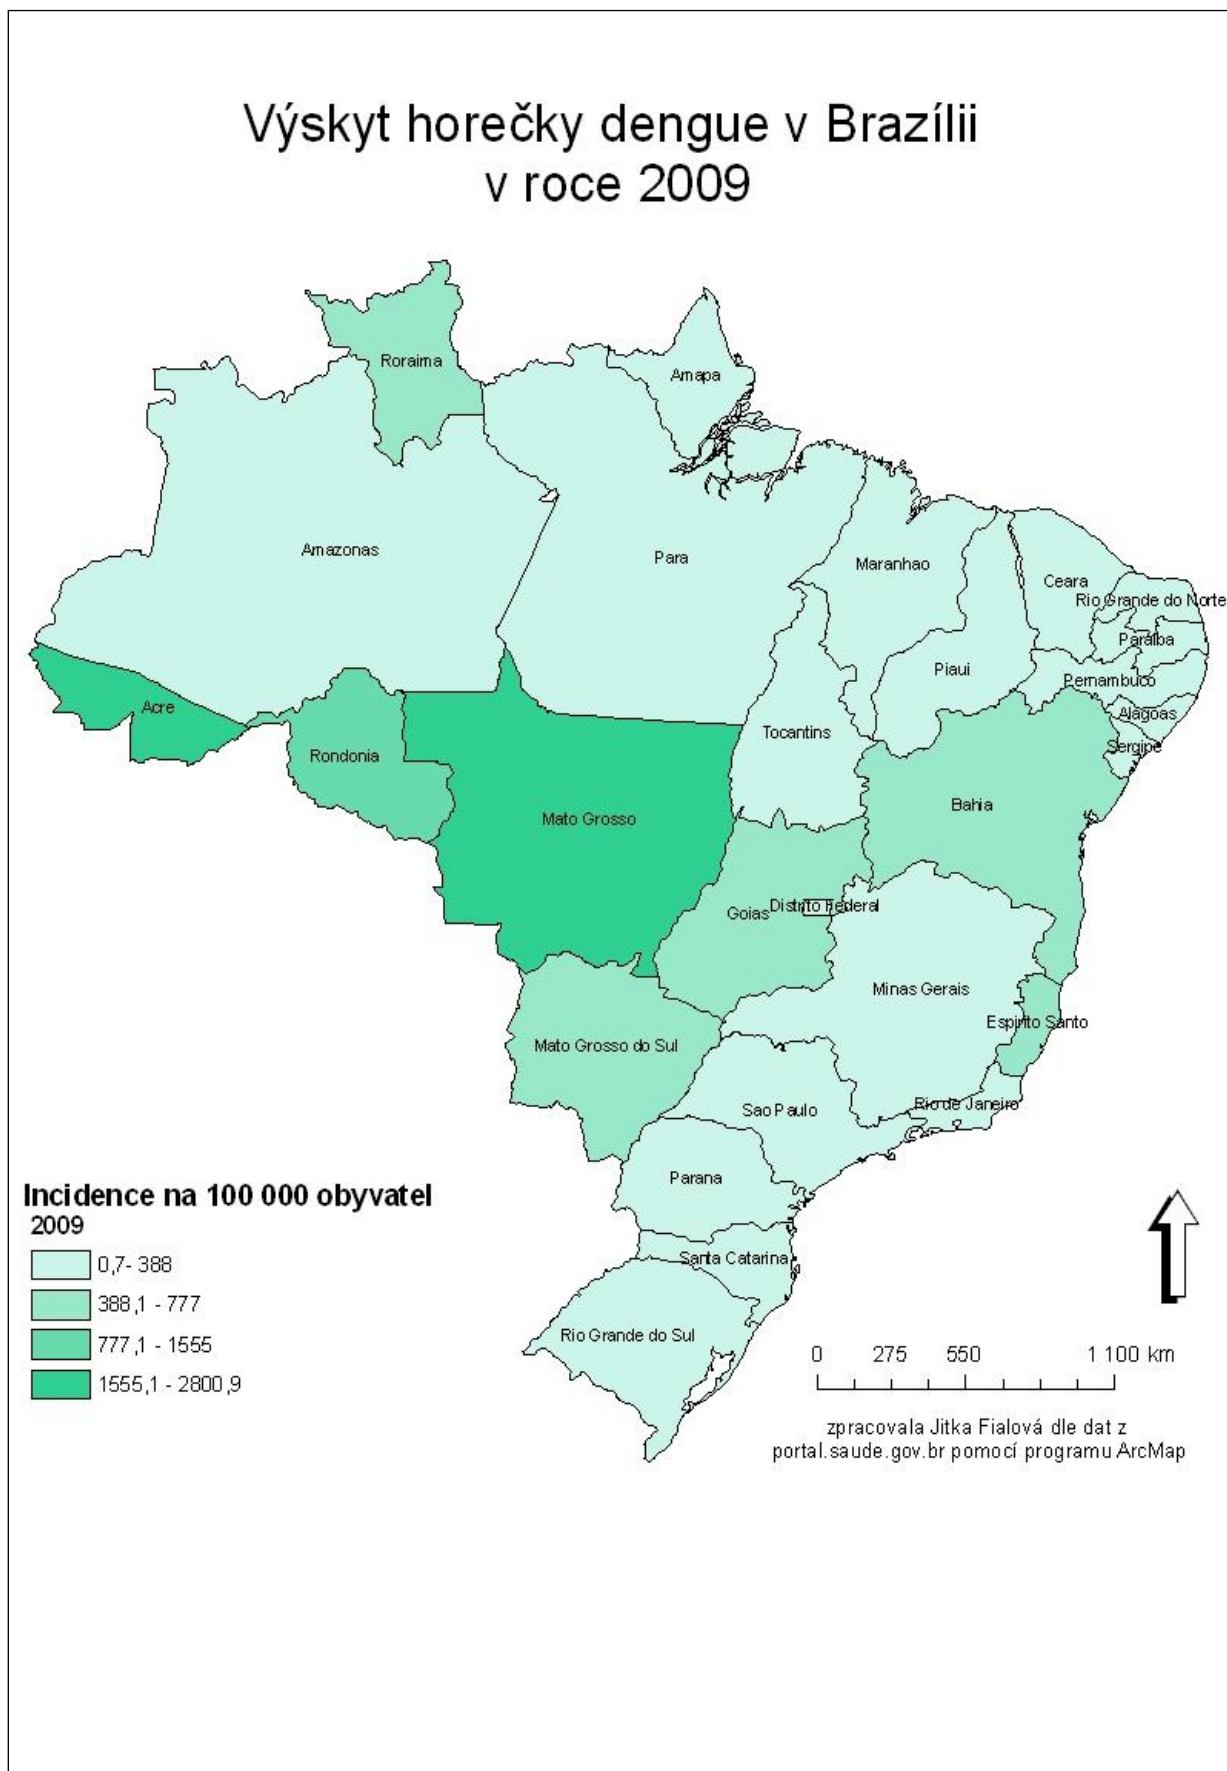 Výskyt horečky dengue v Brazílii
v roce 2009
Roraima
Amapa
Amazonas
Para
Maranhao
Ceara
Rio Grande do Norte
Paraiba
Piaui
Pernambuco
Acre
Alagoas
Tocantins
Sergipe
Rondonia
Bahia
Mato Grosso
Distrito Federal
Goias
Minas Gerais
Espirito Santo
Mato Grosso do Sul
Rio de Janeiro
Sao Paulo
Parana
Santa Catarina
Rio Grande do Sul
Incidence na 100 000 obyvatel
2009
0,7- 388
388,1 - 777
777,1 - 1555
1555,1 - 2800,9
0 275 550 1 100 km
zpracovala Jitka Fialová dle dat z
portal.saude.gov.br pomocí programu ArcMap